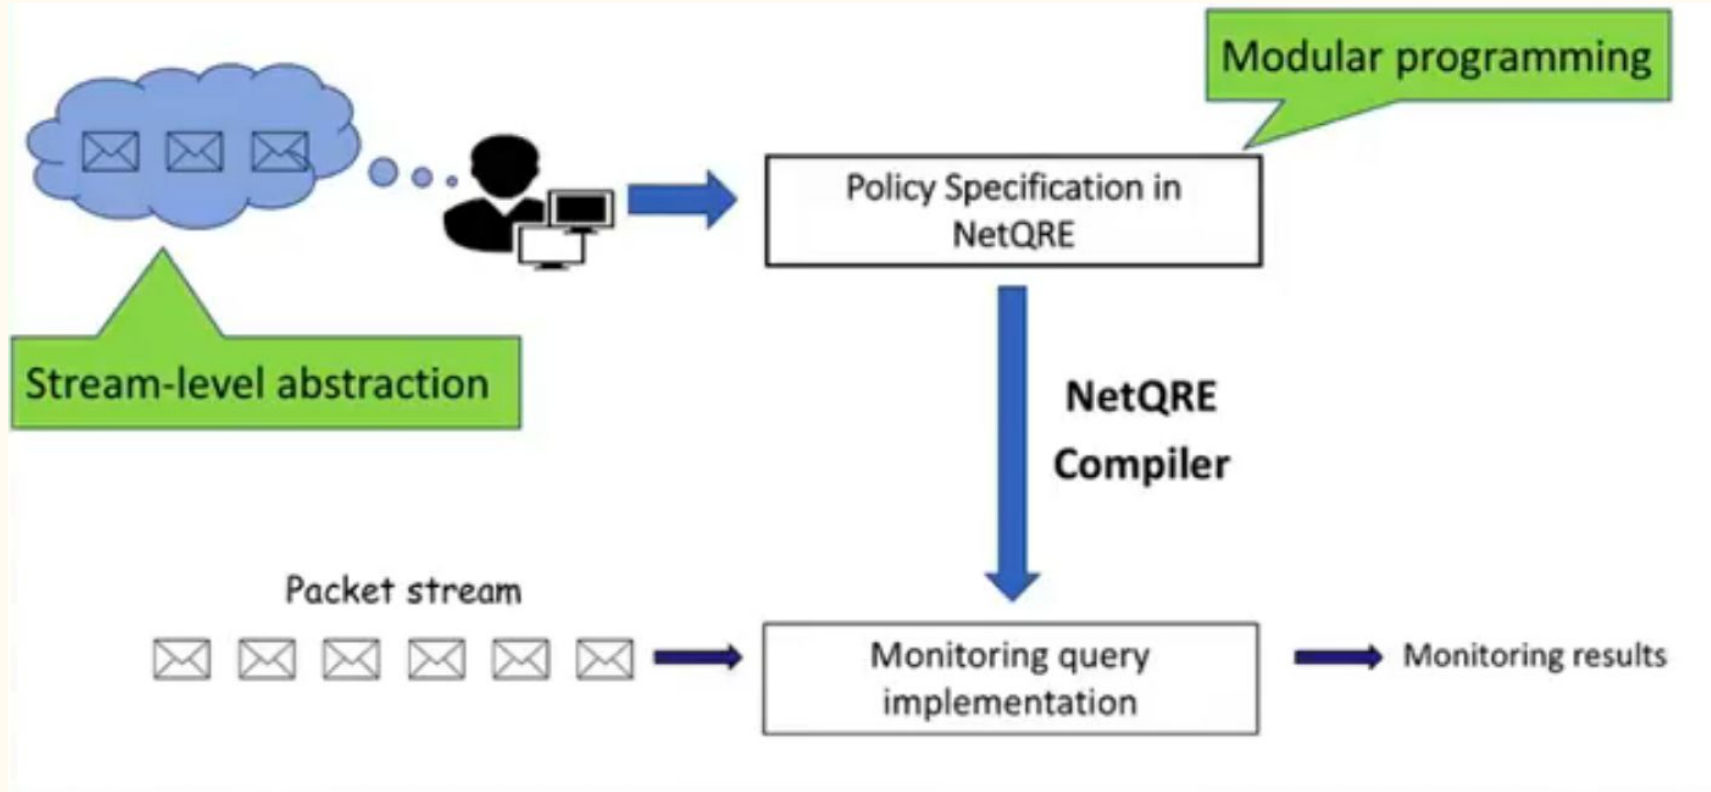 Modular programming
Policy Specification in
NetQRE
Stream-level abstraction
NetQRE
Compiler
Packet stream
Monitoring query
implementation
Monitoring results